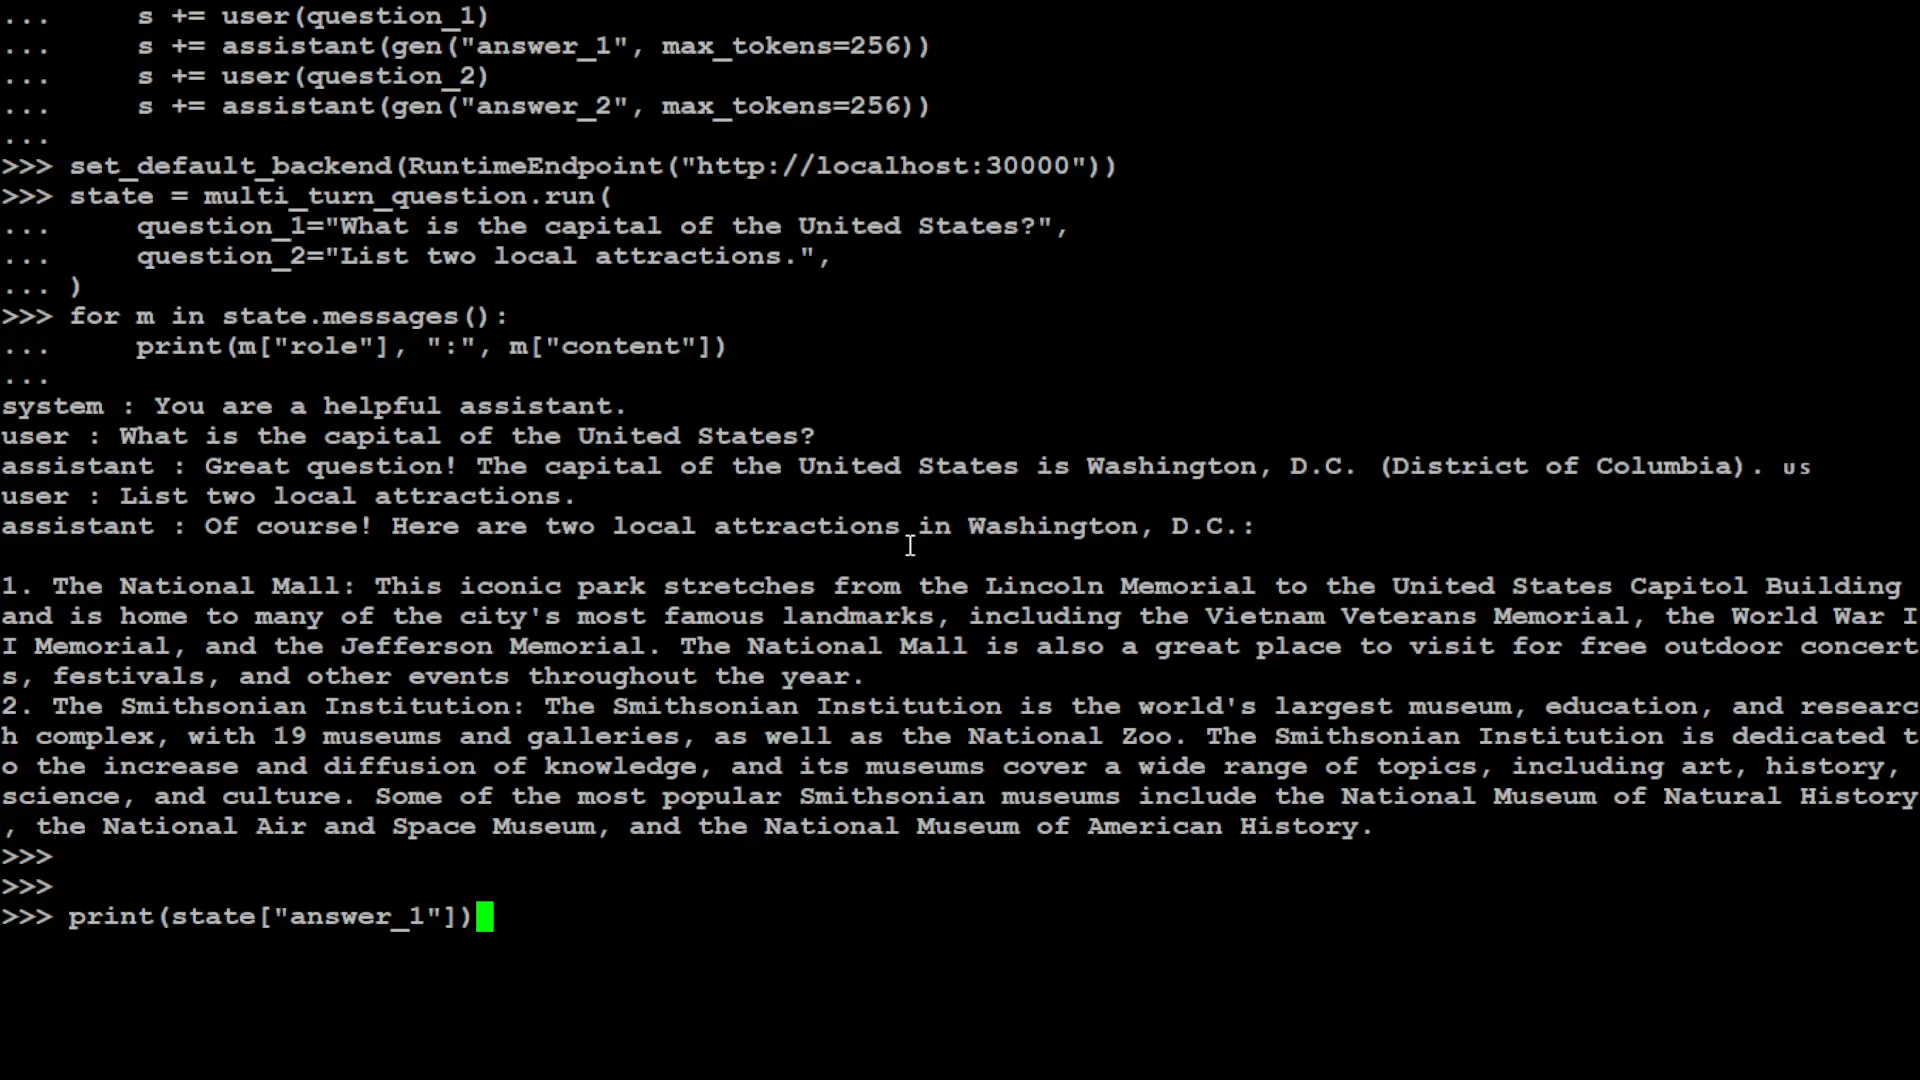 ...     s += user(question_1)
...     s += assistant(gen("answer_1", max_tokens=256))
...     s += user(question_2)
...     s += assistant(gen("answer_2", max_tokens=256))
...
>>> set_default_backend(RuntimeEndpoint("http://localhost:30000"))
>>> state = multi_turn_question.run(
...     question_1="What is the capital of the United States?",
...     question_2="List two local attractions.",
... )
>>> for m in state.messages():
...     print(m["role"], ":", m["content"])
...
system : You are a helpful assistant.
user : What is the capital of the United States?
assistant : Great question! The capital of the United States is Washington, D.C. (District of Columbia). US
user : List two local attractions.
assistant : Of course! Here are two local attractions in Washington, D.C.:

1. The National Mall: This iconic park stretches from the Lincoln Memorial to the United States Capitol Building
and is home to many of the city's most famous landmarks, including the Vietnam Veterans Memorial, the World War I
I Memorial, and the Jefferson Memorial. The National Mall is also a great place to visit for free outdoor concert
s, festivals, and other events throughout the year.
2. The Smithsonian Institution: The Smithsonian Institution is the world's largest museum, education, and researc
h complex, with 19 museums and galleries, as well as the National Zoo. The Smithsonian Institution is dedicated t
o the increase and diffusion of knowledge, and its museums cover a wide range of topics, including art, history,
science, and culture. Some of the most popular Smithsonian museums include the National Museum of Natural History
, the National Air and Space Museum, and the National Museum of American History.
>>>
>>>
>>> print(state["answer_1"])